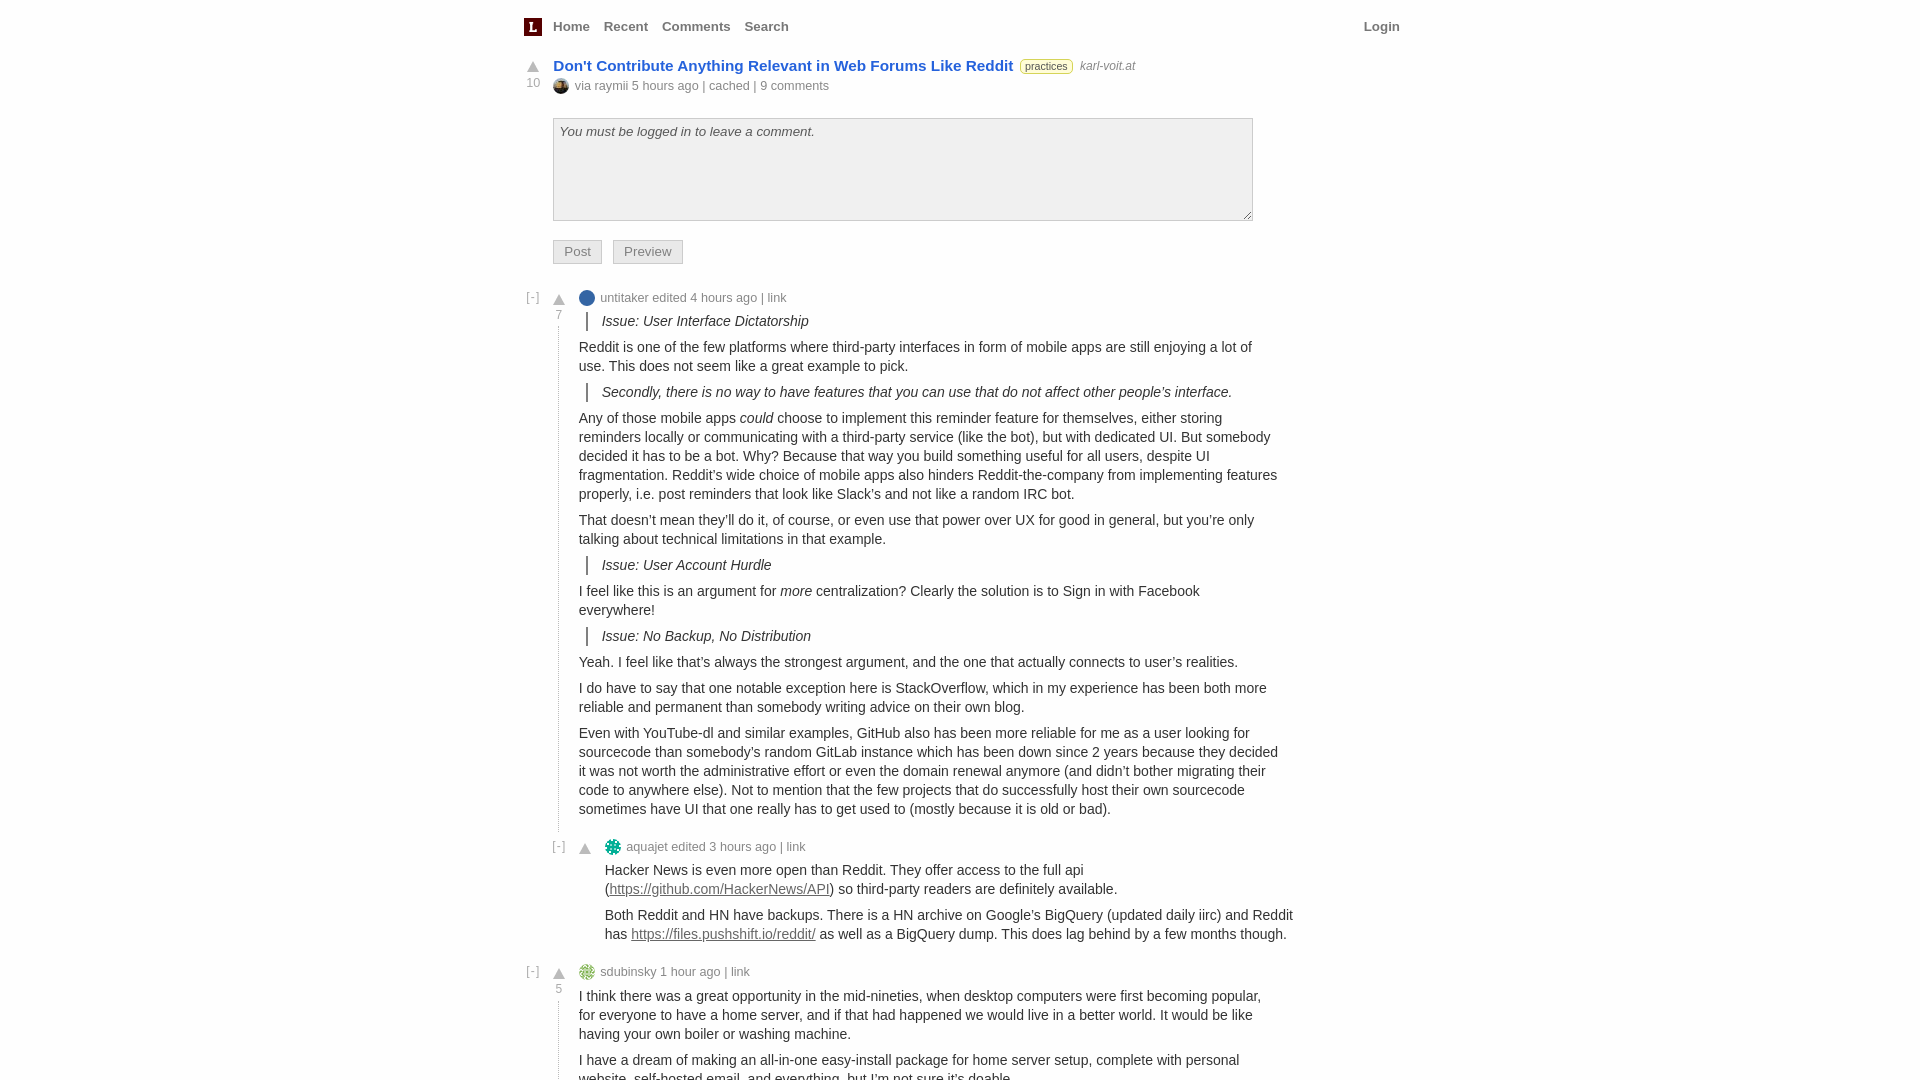 L Home Recent Comments Search Login
Don't Contribute Anything Relevant in Web Forums Like Reddit practices karl-voit.at
10
via raymii 5 hours ago | cached | 9 comments
You must be logged in to leave a comment.
Post Preview
[-] untitaker edited 4 hours ago | link
7
Issue: User Interface Dictatorship
Reddit is one of the few platforms where third-party interfaces in form of mobile apps are still enjoying a lot of
use. This does not seem like a great example to pick.
Secondly, there is no way to have features that you can use that do not affect other people’s interface.
Any of those mobile apps could choose to implement this reminder feature for themselves, either storing
reminders locally or communicating with a third-party service (like the bot), but with dedicated UI. But somebody
decided it has to be a bot. Why? Because that way you build something useful for all users, despite UI
fragmentation. Reddit’s wide choice of mobile apps also hinders Reddit-the-company from implementing features
properly, i.e. post reminders that look like Slack’s and not like a random IRC bot.
That doesn’t mean they’ll do it, of course, or even use that power over UX for good in general, but you’re only
talking about technical limitations in that example.
Issue: User Account Hurdle
I feel like this is an argument for more centralization? Clearly the solution is to Sign in with Facebook
everywhere!
Issue: No Backup, No Distribution
Yeah. I feel like that’s always the strongest argument, and the one that actually connects to user’s realities.
I do have to say that one notable exception here is StackOverflow, which in my experience has been both more
reliable and permanent than somebody writing advice on their own blog.
Even with YouTube-dl and similar examples, GitHub also has been more reliable for me as a user looking for
sourcecode than somebody’s random GitLab instance which has been down since 2 years because they decided
it was not worth the administrative effort or even the domain renewal anymore (and didn’t bother migrating their
code to anywhere else). Not to mention that the few projects that do successfully host their own sourcecode
sometimes have UI that one really has to get used to (mostly because it is old or bad).
[-] aquajet edited 3 hours ago | link
Hacker News is even more open than Reddit. They offer access to the full api
(https://github.com/HackerNews/API) so third-party readers are definitely available.
Both Reddit and HN have backups. There is a HN archive on Google’s BigQuery (updated daily iirc) and Reddit
has https://files.pushshift.io/reddit/ as well as a BigQuery dump. This does lag behind by a few months though.
[-] sdubinsky 1 hour ago | link
5
I think there was a great opportunity in the mid-nineties, when desktop computers were first becoming popular,
for everyone to have a home server, and if that had happened we would live in a better world. It would be like
having your own boiler or washing machine.
I have a dream of making an all-in-one easy-install package for home server setup, complete with personal
website, self-hosted email, and everything, but I’m not sure it’s doable.